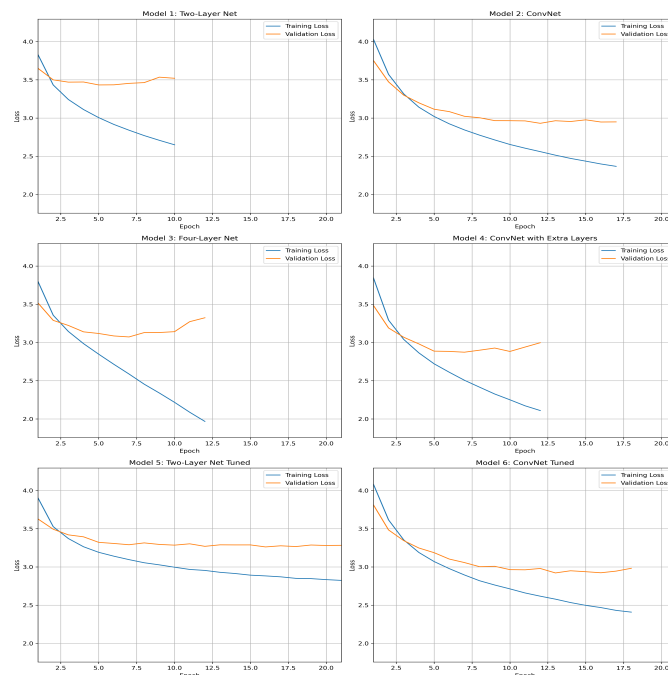 Model 1: Two-Layer Net
Training Loss
Validation Loss
4.0
3.5
3.0
2.5
2.0
Loss
2.5 5.0 7.5 10.0 12.5 15.0 17.5 20.0
Epoch
Model 2: ConvNet
Training Loss
Validation Loss
4.0
3.5
3.0
2.5
2.0
Loss
2.5 5.0 7.5 10.0 12.5 15.0 17.5 20.0
Epoch
Model 3: Four-Layer Net
Training Loss
Validation Loss
4.0
3.5
3.0
2.5
2.0
Loss
2.5 5.0 7.5 10.0 12.5 15.0 17.5 20.0
Epoch
Model 4: ConvNet with Extra Layers
Training Loss
Validation Loss
4.0
3.5
3.0
2.5
2.0
Loss
2.5 5.0 7.5 10.0 12.5 15.0 17.5 20.0
Epoch
Model 5: Two-Layer Net Tuned
Training Loss
Validation Loss
4.0
3.5
3.0
2.5
2.0
Loss
2.5 5.0 7.5 10.0 12.5 15.0 17.5 20.0
Epoch
Model 6: ConvNet Tuned
Training Loss
Validation Loss
4.0
3.5
3.0
2.5
2.0
Loss
2.5 5.0 7.5 10.0 12.5 15.0 17.5 20.0
Epoch